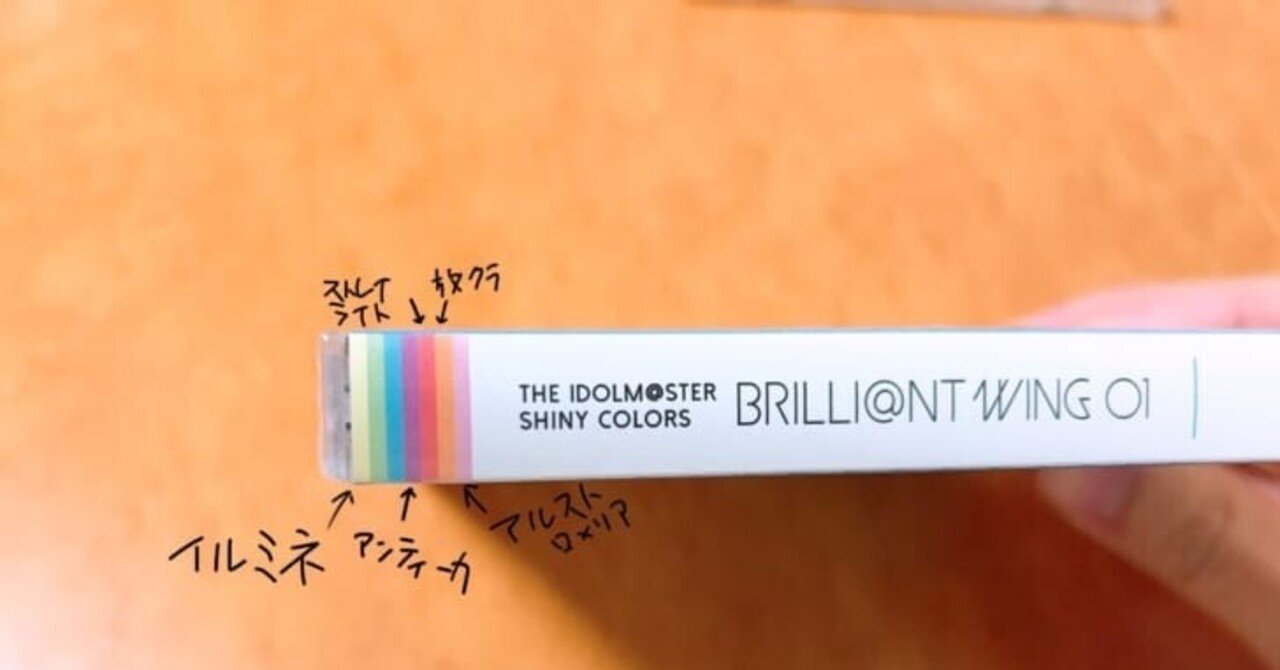 ストレイ
ライト
放クラ
THE IDOLM@STER
SHINY COLORS
BRILLI@NT WING 01
イルミネ
アンティーカ
アルスト
ロメリア